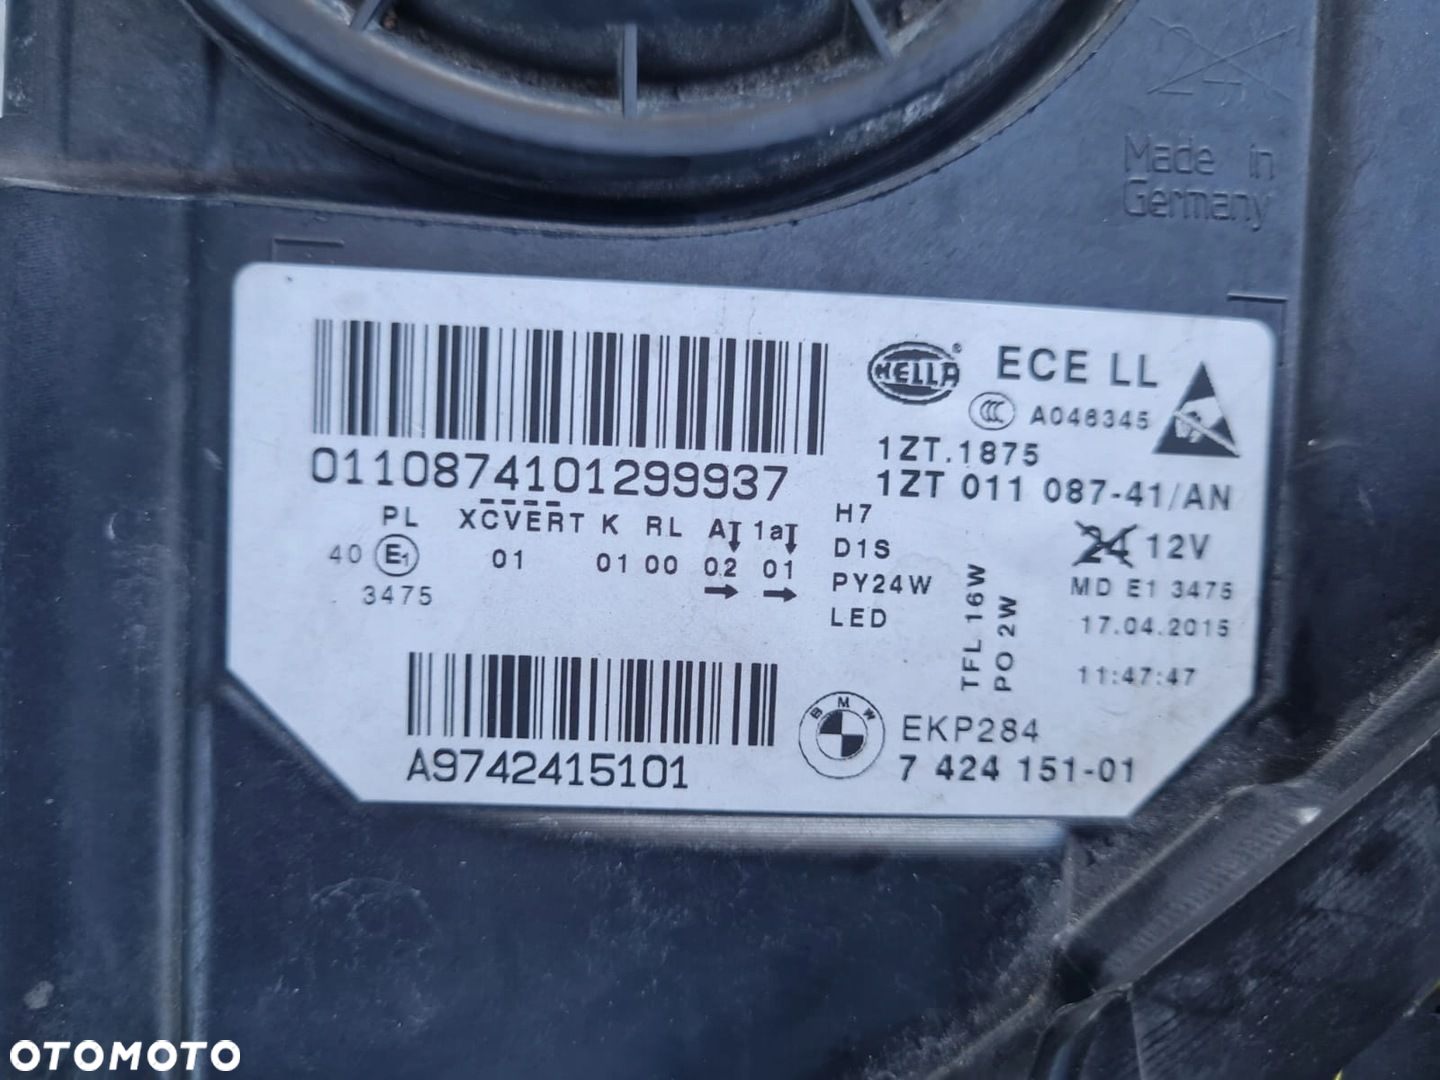 Made in
Germany
HELLA ®
ECE LL
CCC A046345
0110874101299937
1ZT.1875
1ZT 011 087-41/AN
PL XCVERT K RL A 1a
40 E1 01 01 00 02 01
3475
H7
D1S
PY24W
LED
TFL 16W
PO 2W
24 12V
MD E1 3475
17.04.2015
11:47:47
A9742415101
BMW
EKP284
7 424 151-01
OTOMOTO